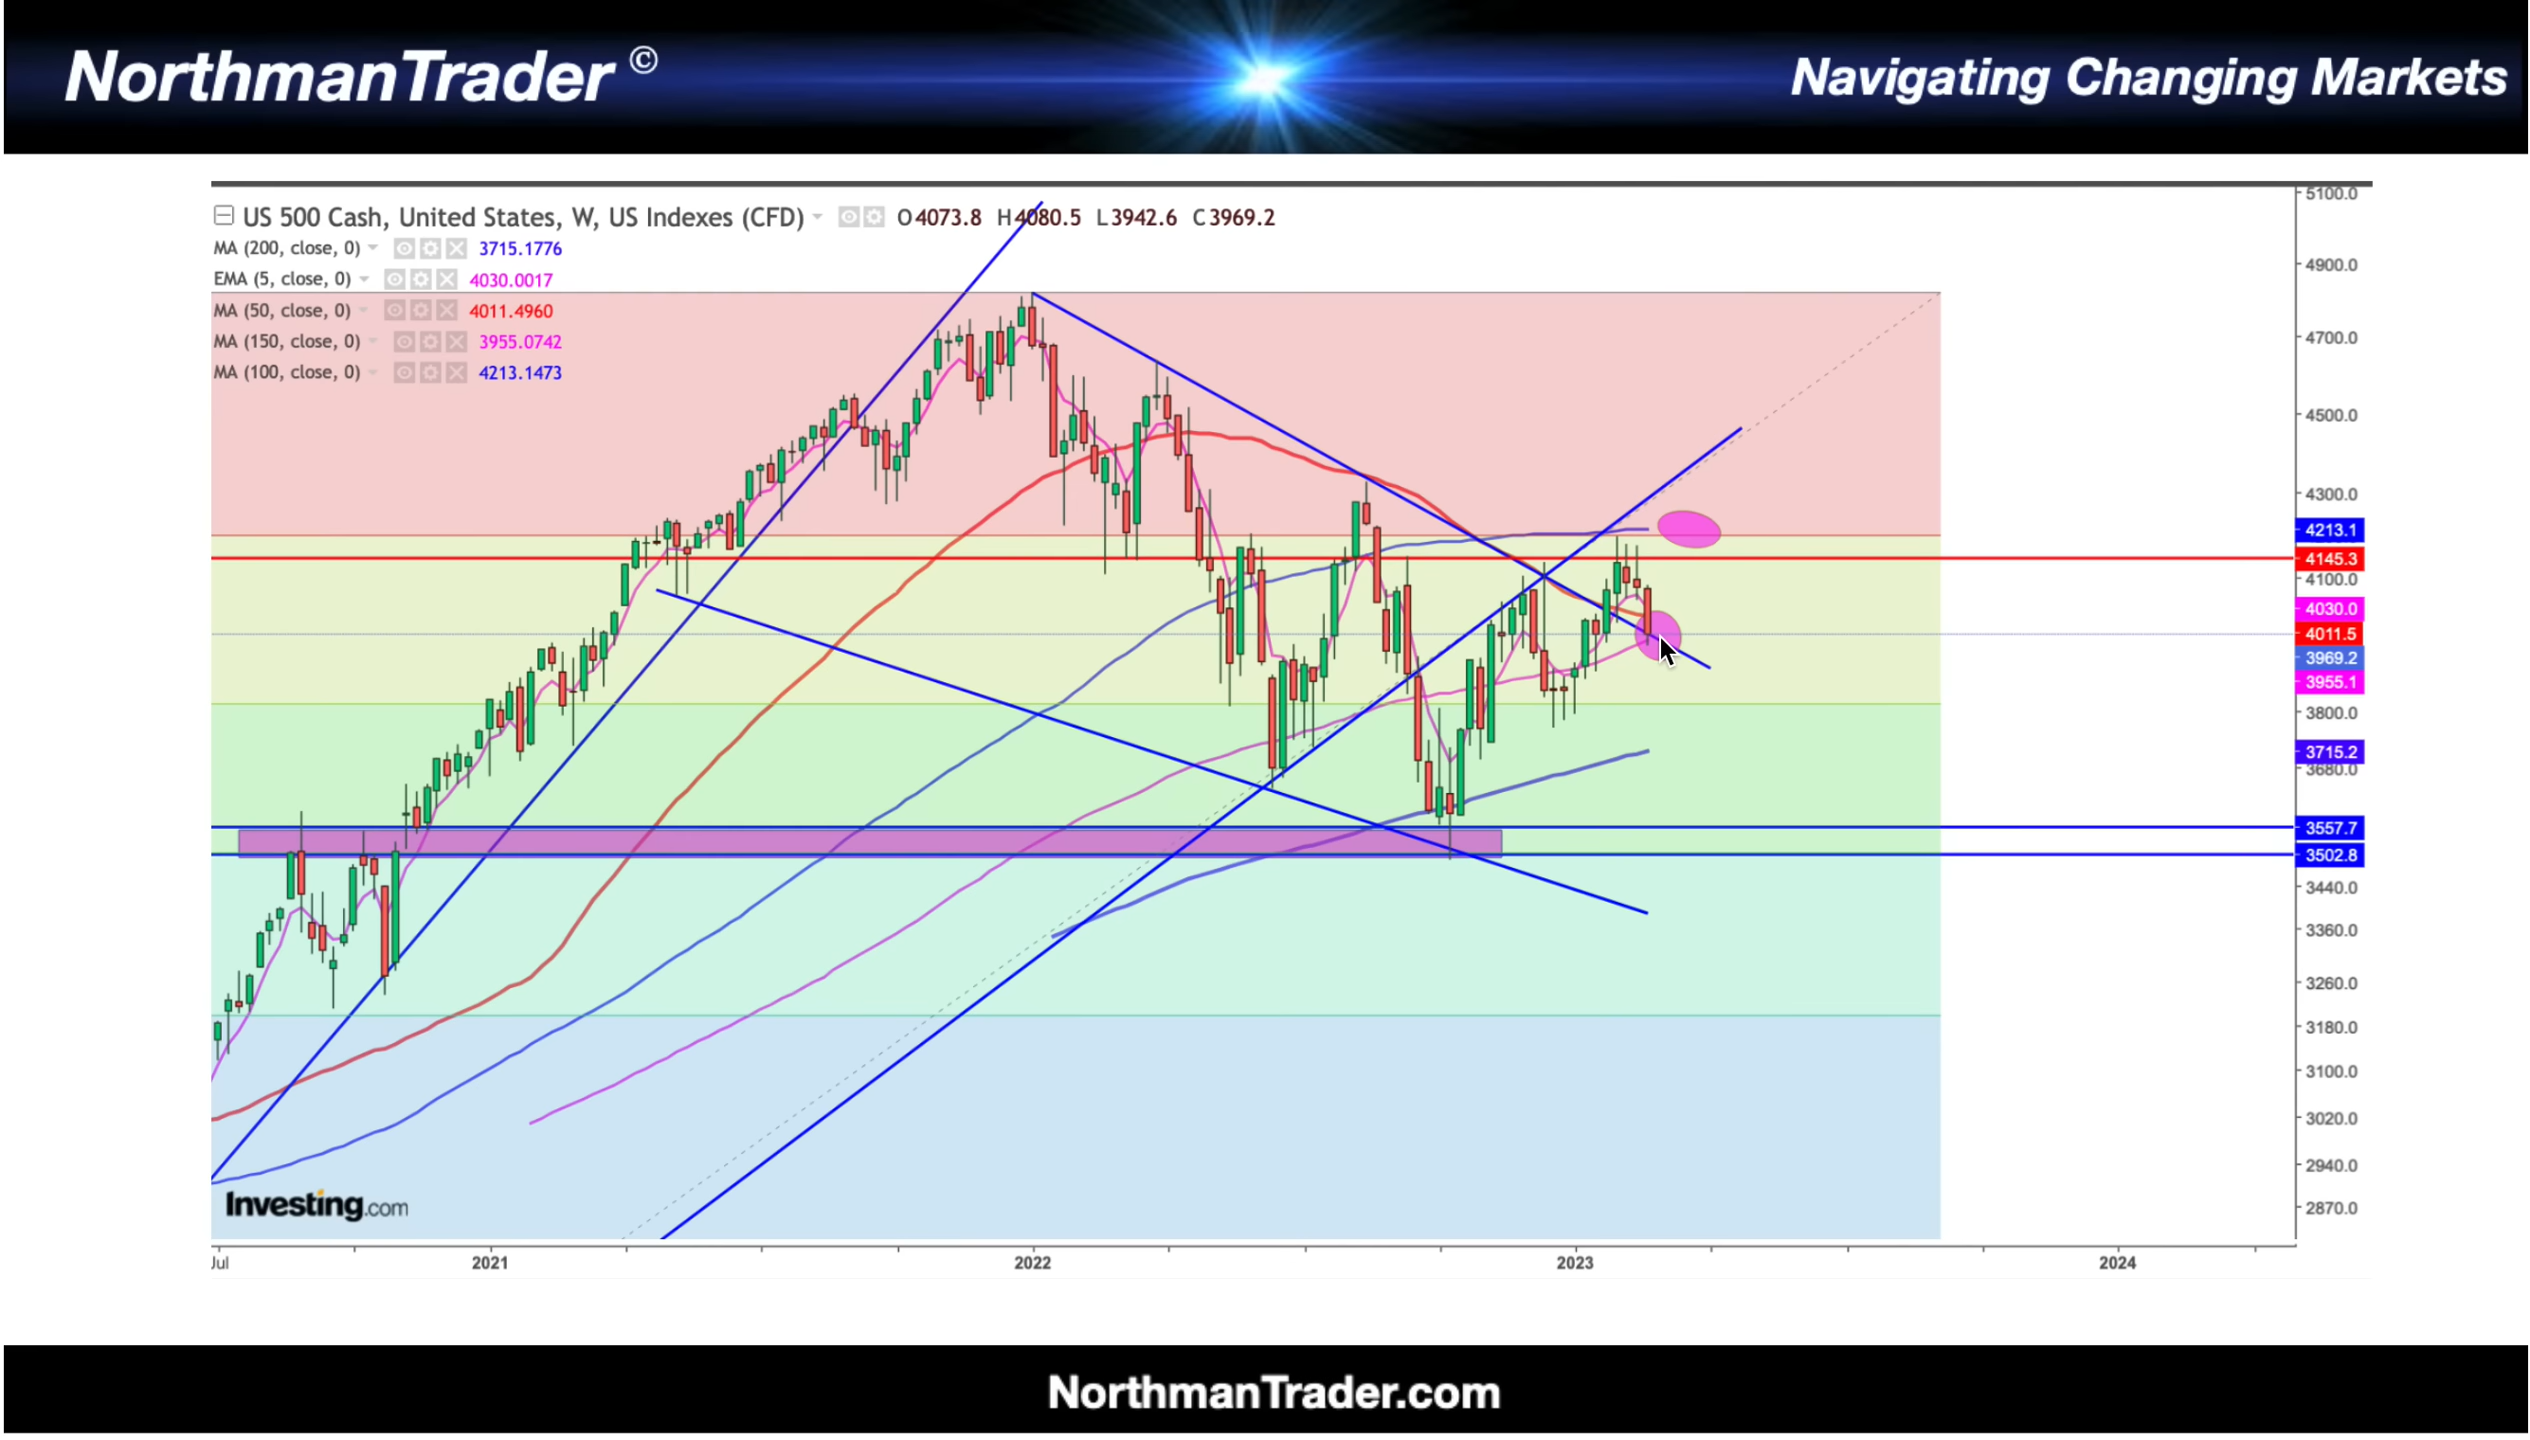 NorthmanTrader ©
Navigating Changing Markets
US 500 Cash, United States, W, US Indexes (CFD) O4073.8 H4080.5 L3942.6 C3969.2
MA (200, close, 0) 3715.1776
EMA (5, close, 0) 4030.0017
MA (50, close, 0) 4011.4960
MA (150, close, 0) 3955.0742
MA (100, close, 0) 4213.1473
5100.0
4900.0
4700.0
4500.0
4300.0
4213.1
4145.3
4100.0
4030.0
4011.5
3969.2
3955.1
3800.0
3715.2
3680.0
3557.7
3502.8
3440.0
3360.0
3260.0
3180.0
3100.0
3020.0
2940.0
2870.0
Investing.com
Jul 2021 2022 2023 2024
NorthmanTrader.com